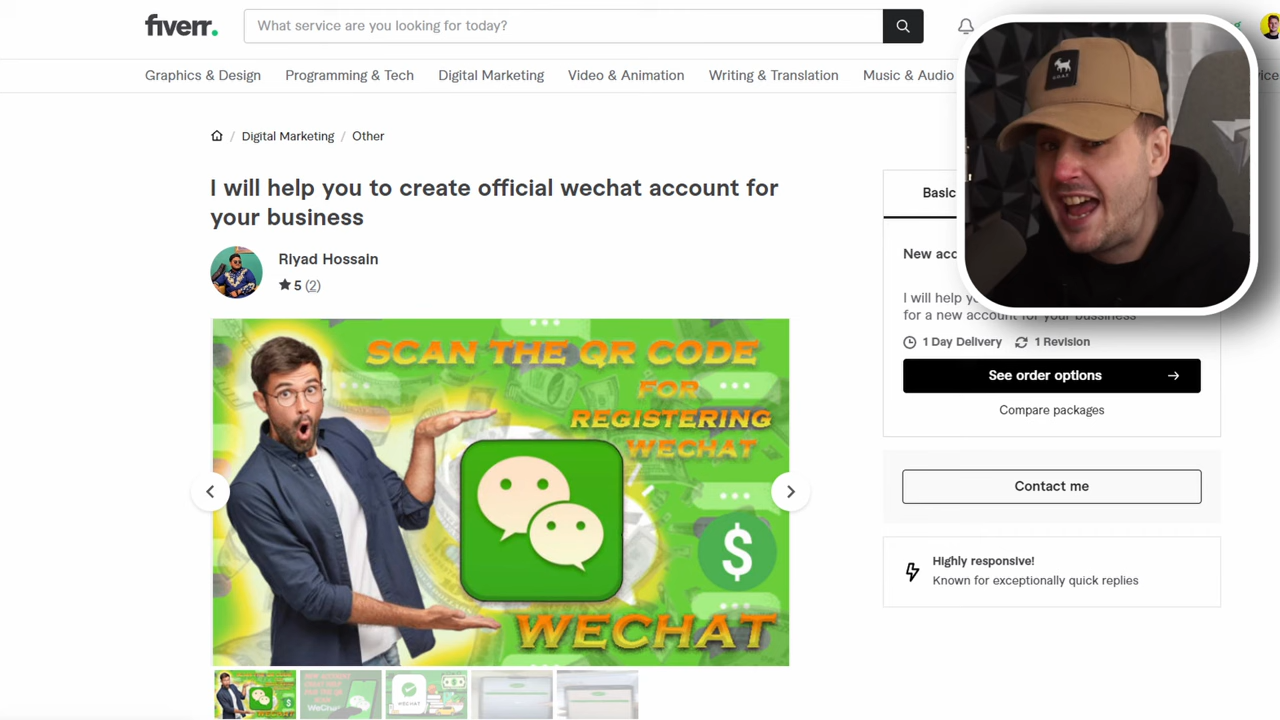 fiverr.
What service are you looking for today?
Graphics & Design
Programming & Tech
Digital Marketing
Video & Animation
Writing & Translation
Music & Audio
/ Digital Marketing / Other
I will help you to create official wechat account for
your business
Riyad Hossain
5 (2)
SCAN THE QR CODE
FOR
REGISTERING
WECHAT
$
WECHAT
Basic
New
I will help
for a new account for your bussiness
1 Day Delivery
1 Revision
See order options
Compare packages
Contact me
Highly responsive!
Known for exceptionally quick replies
GOAT